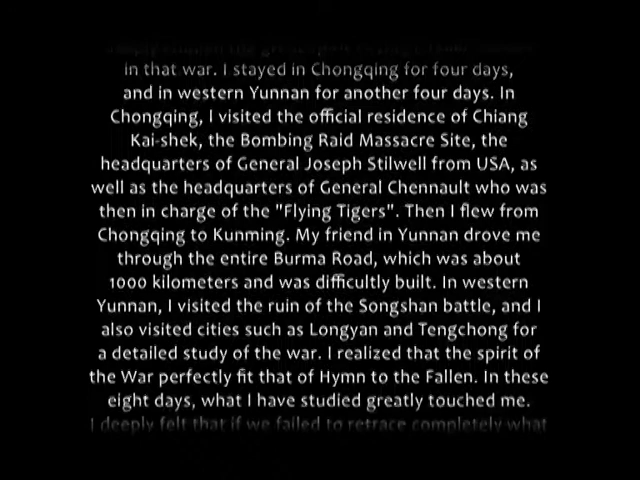 in that war. I stayed in Chongqing for four days,
and in western Yunnan for another four days. In
Chongqing, I visited the official residence of Chiang
Kai-shek, the Bombing Raid Massacre Site, the
headquarters of General Joseph Stilwell from USA, as
well as the headquarters of General Chennault who was
then in charge of the "Flying Tigers". Then I flew from
Chongqing to Kunming. My friend in Yunnan drove me
through the entire Burma Road, which was about
1000 kilometers and was difficultly built. In western
Yunnan, I visited the ruin of the Songshan battle, and I
also visited cities such as Longyan and Tengchong for
a detailed study of the war. I realized that the spirit of
the War perfectly fit that of Hymn to the Fallen. In these
eight days, what I have studied greatly touched me.
I deeply felt that if we failed to retrace completely what